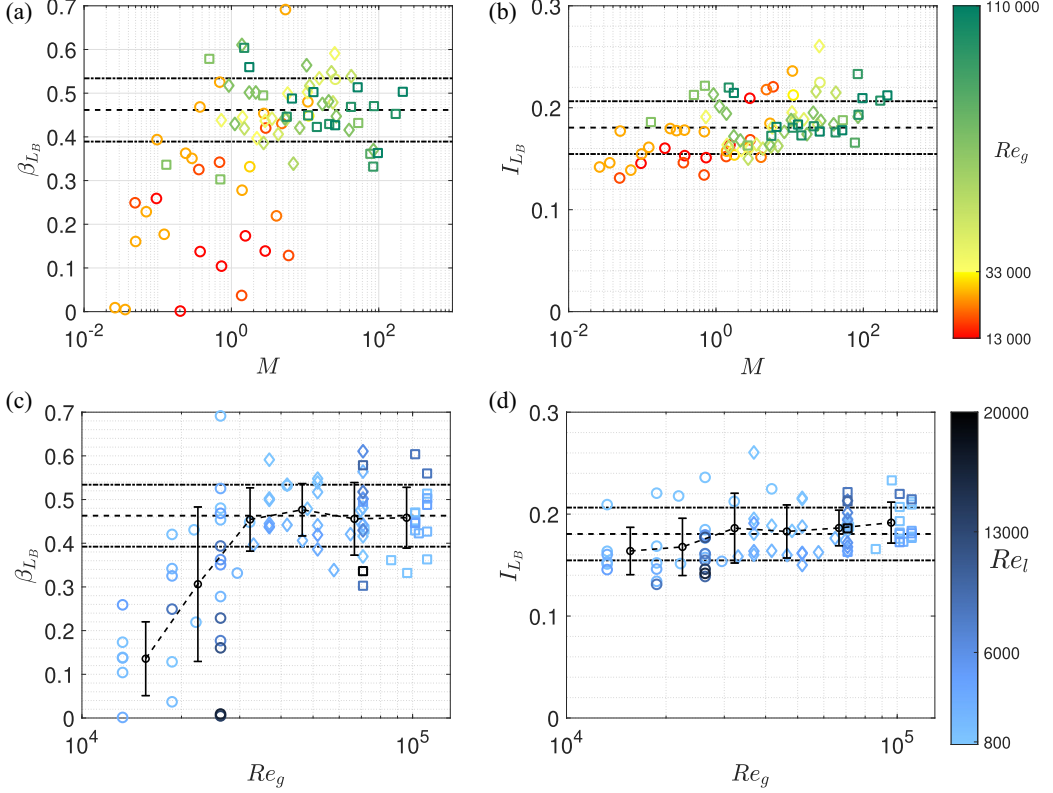 (a)
0.7
0.6
0.5
0.4
0.3
0.2
0.1
0
β_{L_B}
10^{-2}
10^0
10^2
M
(b)
0.3
0.2
0.1
0
I_{L_B}
10^{-2}
10^0
10^2
M
110 000
Re_g
33 000
13 000
(c)
0.7
0.6
0.5
0.4
0.3
0.2
0.1
0
β_{L_B}
10^4
10^5
Re_g
(d)
0.3
0.2
0.1
0
I_{L_B}
10^4
10^5
Re_g
20000
13000
Re_l
6000
800